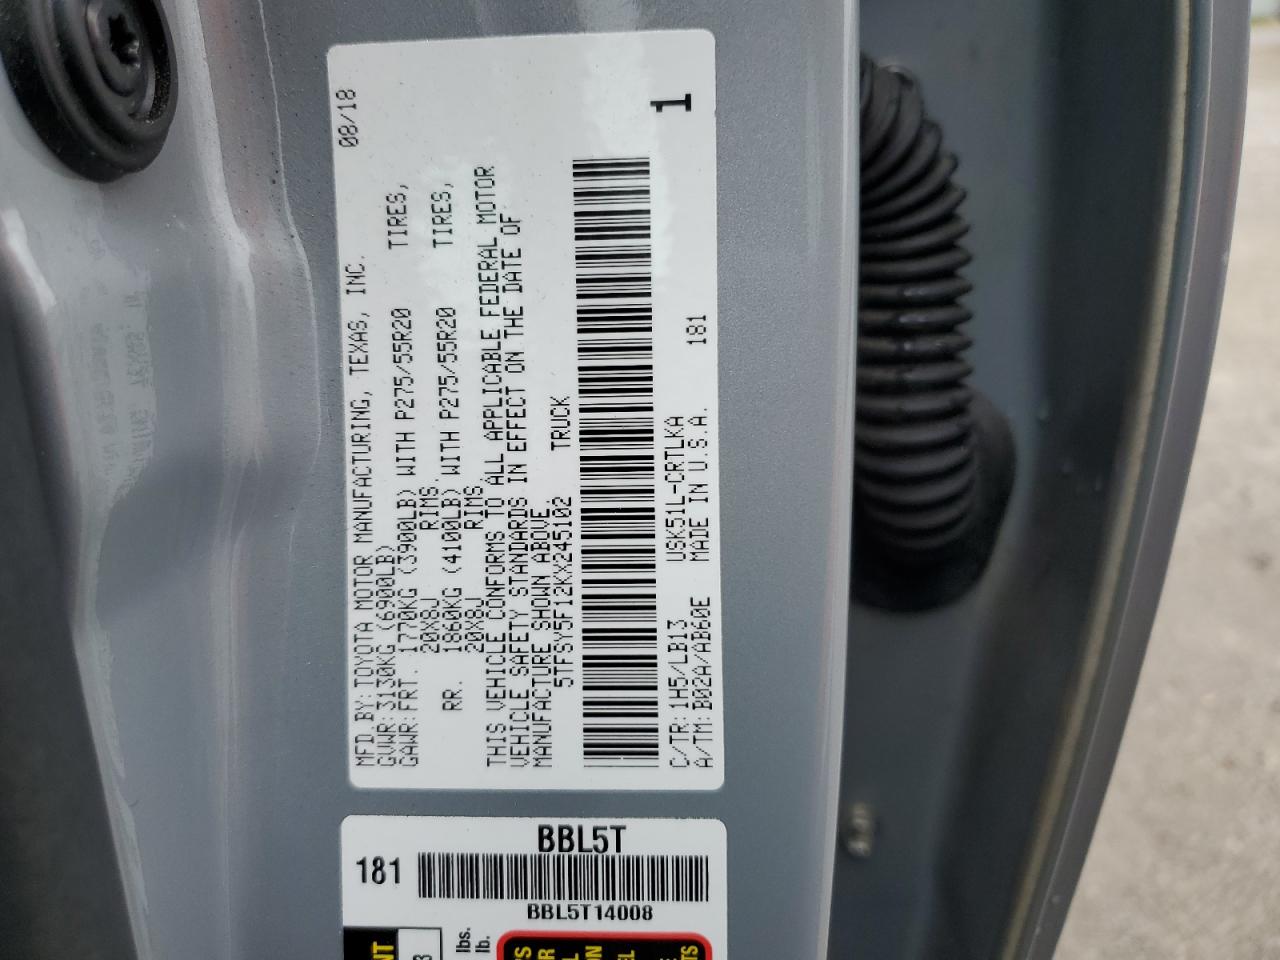 MFD.BY:TOYOTA MOTOR MANUFACTURING, TEXAS, INC. 08/18
GVWR:3130KG (6900LB)
GAWR:FRT. 1770KG (3900LB) WITH P275/55R20 TIRES,
20X8J RIMS.
RR. 1860KG (4100LB) WITH P275/55R20 TIRES,
20X8J RIMS.
THIS VEHICLE CONFORMS TO ALL APPLICABLE FEDERAL MOTOR
VEHICLE SAFETY STANDARDS IN EFFECT ON THE DATE OF
MANUFACTURE SHOWN ABOVE
5TFSY5F12KX245102 TRUCK
1
C/TR:1H5/LB13 USK51L-CRTLKA 181
A/TM:B02A/AB60E MADE IN U.S.A.
BBL5T
181
BBL5T14008
lbs.
lb.